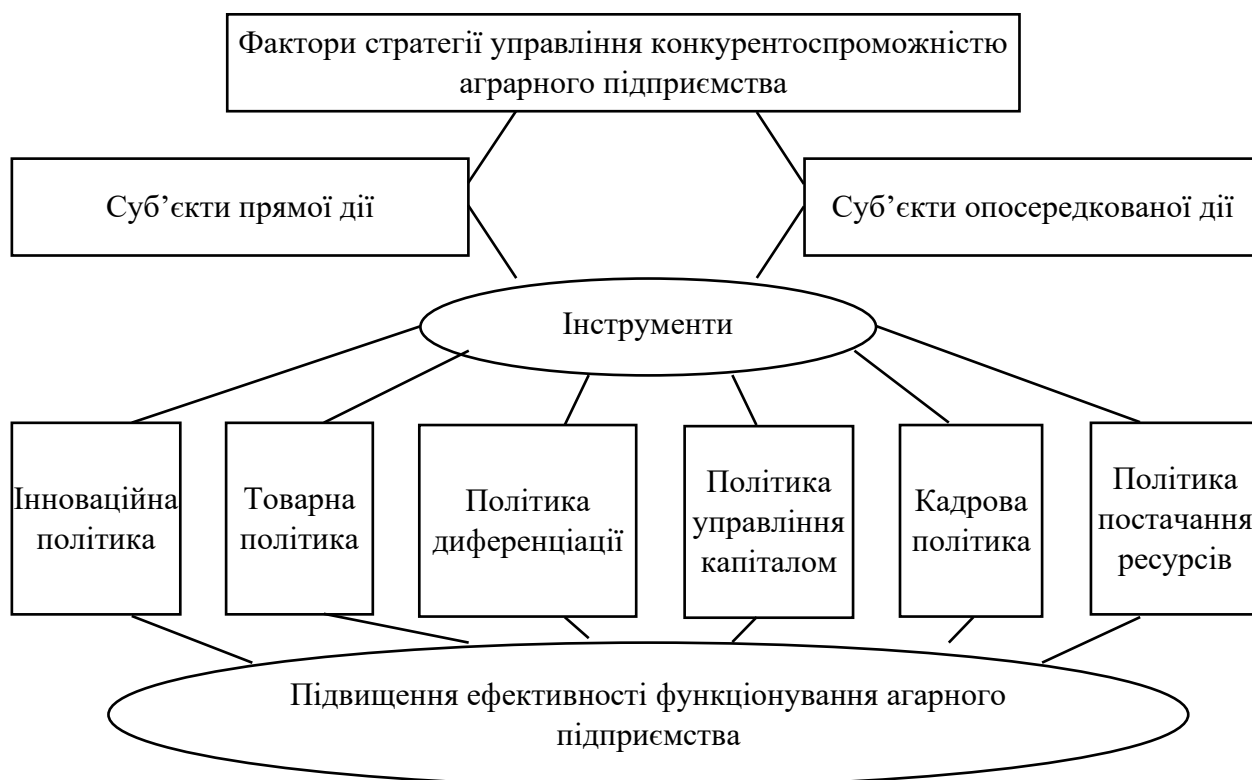 Фактори стратегії управління конкурентоспроможністю
аграрного підприємства
Суб’єкти прямої дії
Суб’єкти опосередкованої дії
Інструменти
Інноваційна
політика
Товарна
політика
Політика
диференціації
Політика
управління
капіталом
Кадрова
політика
Політика
постачання
ресурсів
Підвищення ефективності функціонування агарного
підприємства